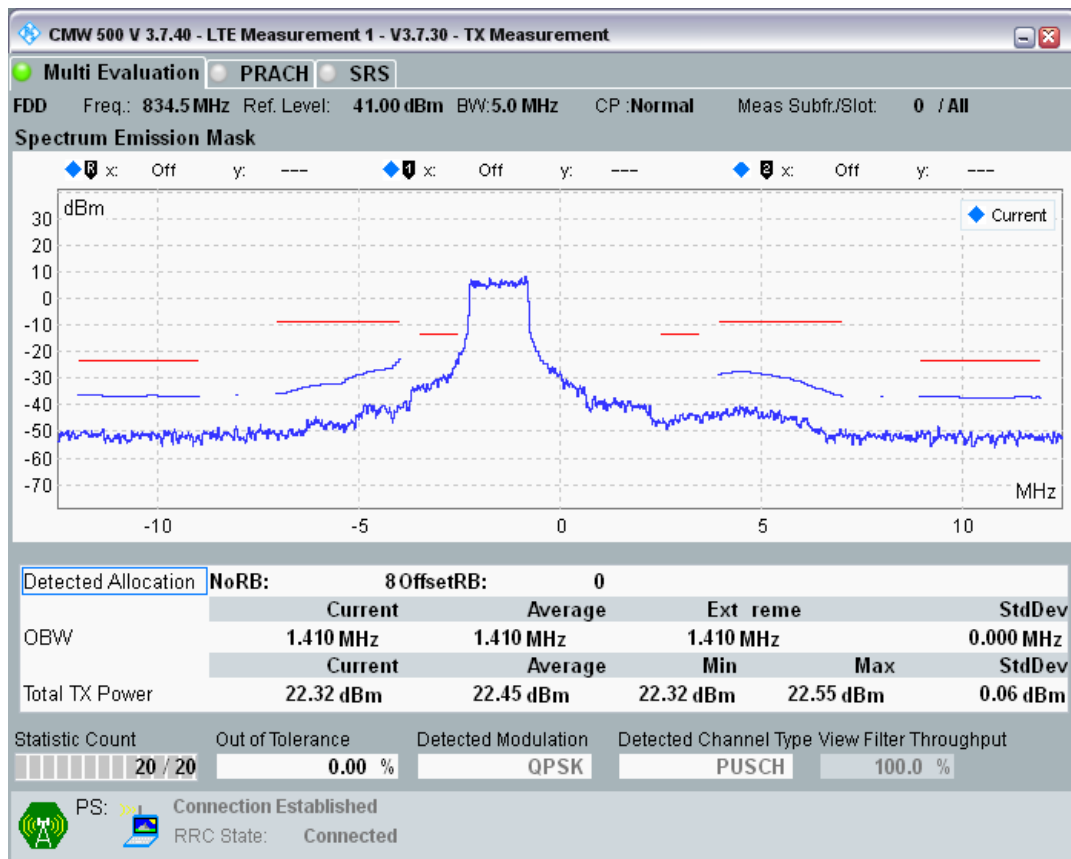 CMW 500 V 3.7.40 - LTE Measurement 1 - V3.7.30 - TX Measurement
Multi Evaluation PRACH SRS
FDD Freq.: 834.5 MHz Ref. Level: 41.00 dBm BW:5.0 MHz CP :Normal Meas Subfr./Slot: 0 / All
Spectrum Emission Mask
R x: Off y: --- 1 x: Off y: --- 2 x: Off y: ---
dBm
Current
30
20
10
0
-10
-20
-30
-40
-50
-60
-70
MHz
-10 -5 0 5 10
Detected Allocation NoRB: 8 OffsetRB: 0
Current Average Ext reme StdDev
OBW 1.410 MHz 1.410 MHz 1.410 MHz 0.000 MHz
Current Average Min Max StdDev
Total TX Power 22.32 dBm 22.45 dBm 22.32 dBm 22.55 dBm 0.06 dBm
Statistic Count Out of Tolerance Detected Modulation Detected Channel Type View Filter Throughput
20 / 20 0.00 % QPSK PUSCH 100.0 %
PS: Connection Established
RRC State: Connected